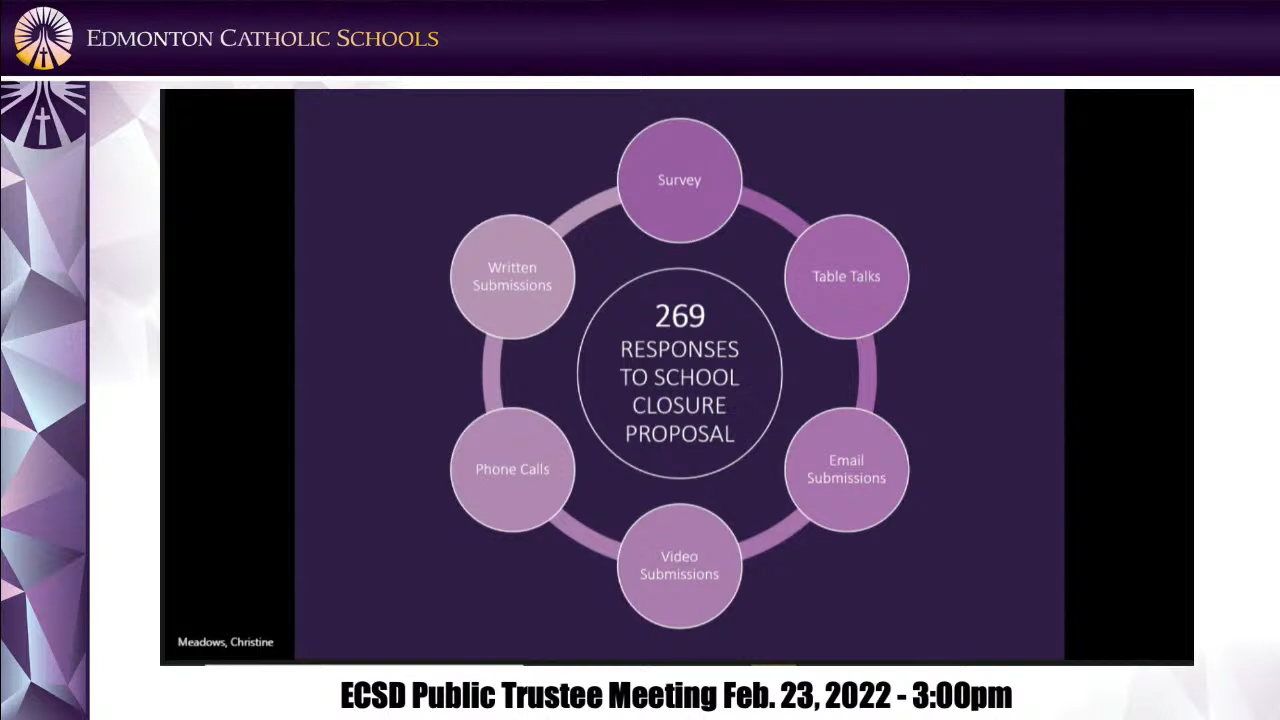 EDMONTON CATHOLIC SCHOOLS
Survey
Table Talks
Email
Submissions
Video
Submissions
Phone Calls
Written
Submissions
269
RESPONSES
TO SCHOOL
CLOSURE
PROPOSAL
Meadows, Christine
ECSD Public Trustee Meeting Feb. 23, 2022 - 3:00pm